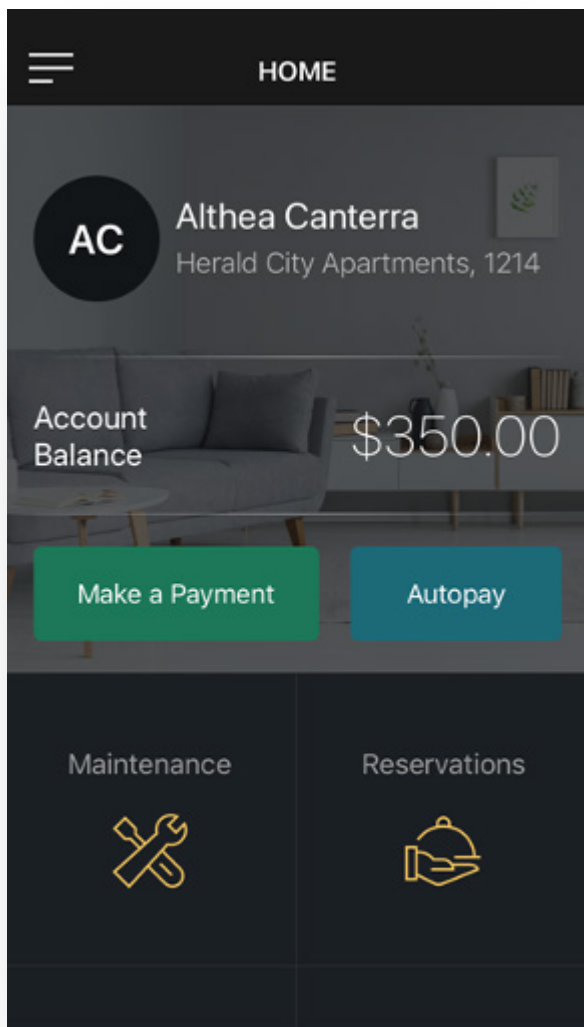 HOME
AC
Althea Canterra
Herald City Apartments, 1214
Account
Balance
$350.00
Make a Payment
Autopay
Maintenance
Reservations